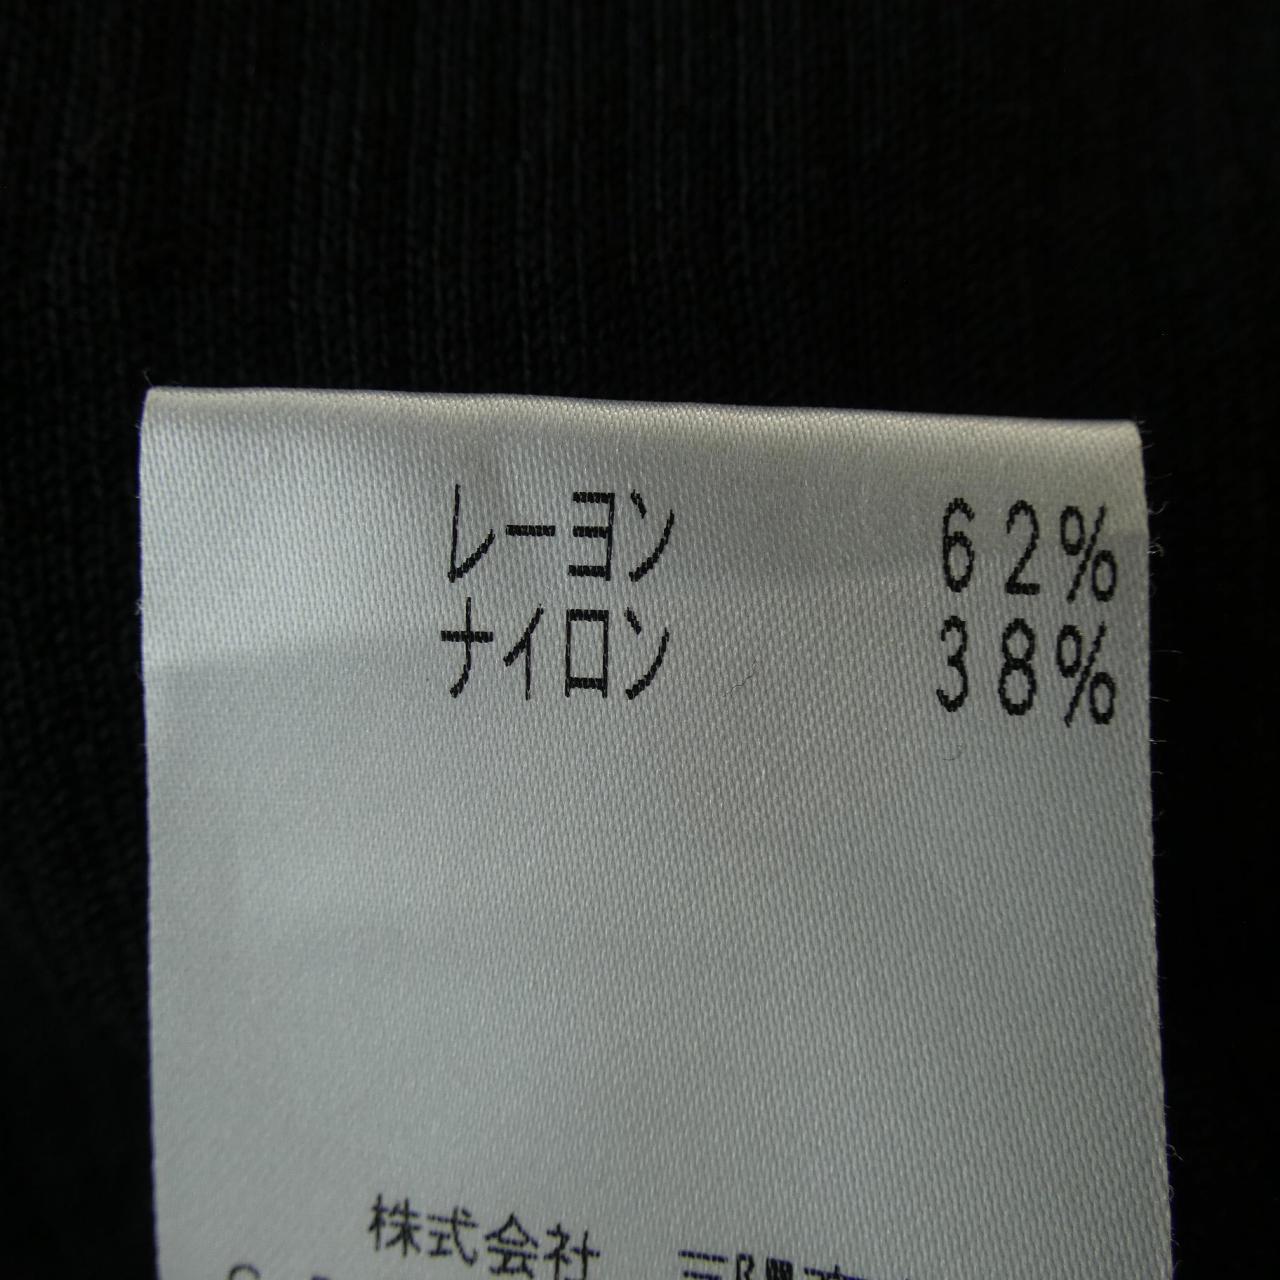 レーヨン 62%
ナイロン 38%
株式会社